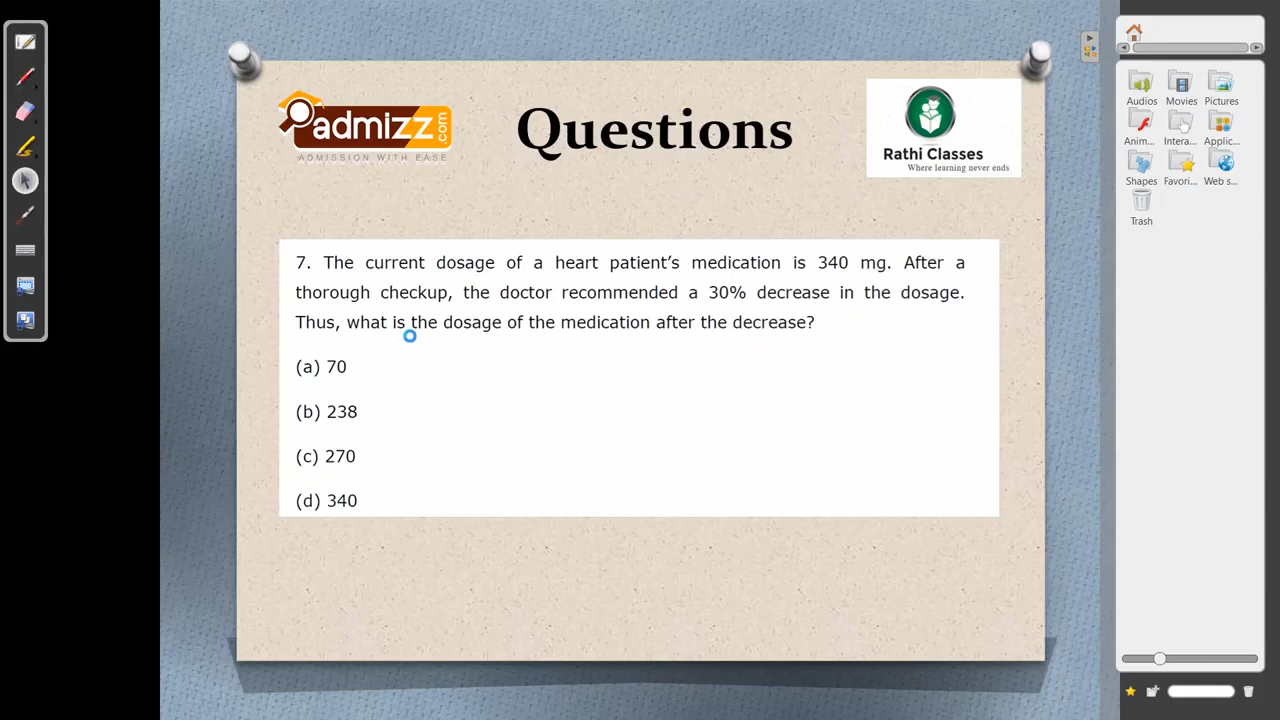 admizz.com
ADMISSION WITH EASE
Questions
Rathi Classes
Where learning never ends
7. The current dosage of a heart patient’s medication is 340 mg. After a
thorough checkup, the doctor recommended a 30% decrease in the dosage.
Thus, what is the dosage of the medication after the decrease?
(a) 70
(b) 238
(c) 270
(d) 340
Audios
Movies
Pictures
Anim...
Intera...
Applic...
Shapes
Favori...
Web s...
Trash